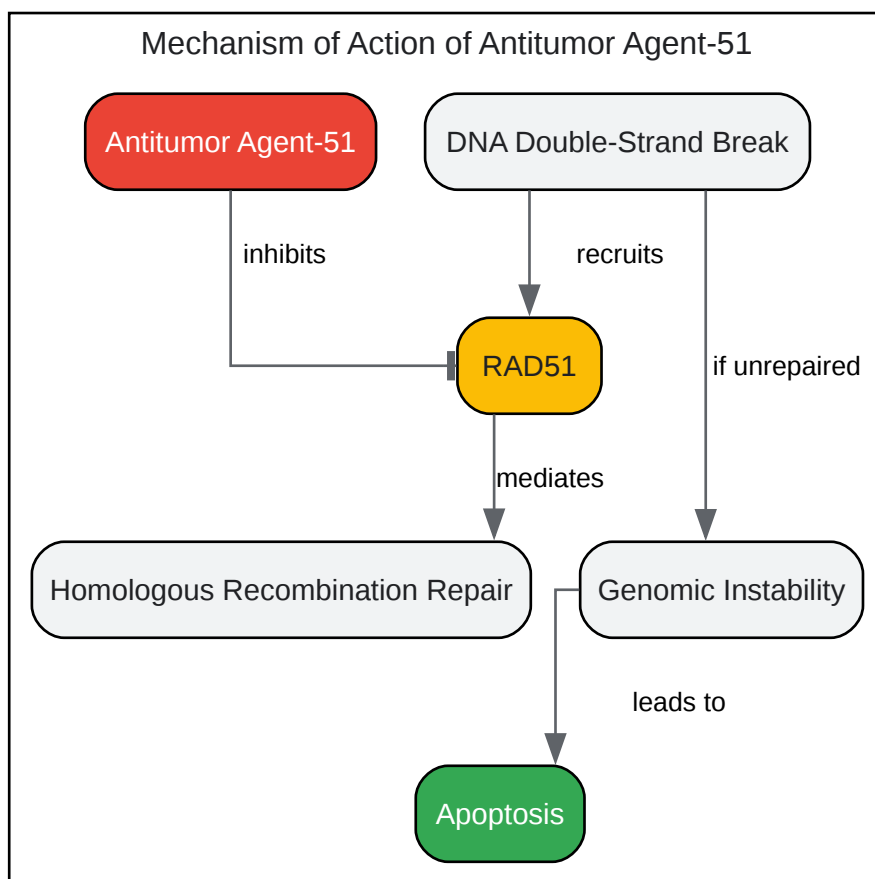 Mechanism of Action of Antitumor Agent-51
Antitumor Agent-51
DNA Double-Strand Break
inhibits
recruits
RAD51
if unrepaired
mediates
Homologous Recombination Repair
Genomic Instability
leads to
Apoptosis